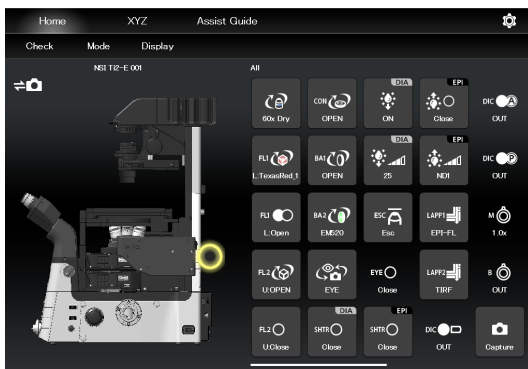 Home XYZ Assist Guide
Check Mode Display
NSI Ti2-E 001
All
60x Dry
CON
OPEN
DIA
ON
EPI
Close
DIC A
OUT
FL1
L:TexasRed_1
BA1
OPEN
DIA
25
EPI
ND1
DIC P
OUT
FL1
L:Open
BA2
EM520
ESC
Esc
LAPP1
EPI-FL
M
1.0x
FL2
U:OPEN
EYE
EYE
Close
LAPP2
TIRF
B
OUT
FL2
U:Close
DIA
SHTR
Close
EPI
SHTR
Close
DIC
OUT
Capture